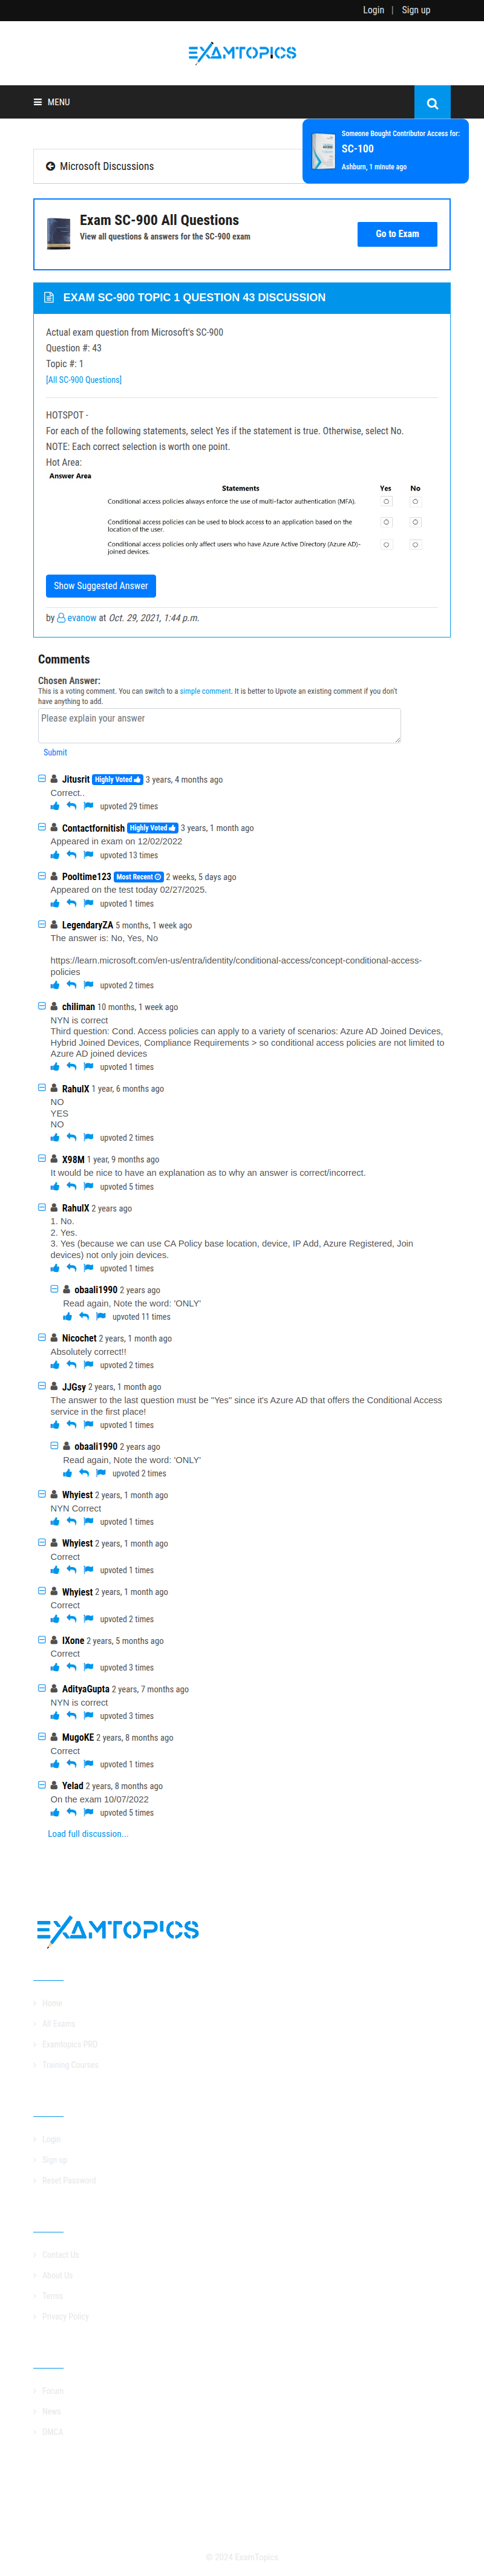 Login | Sign up
EXAMTOPICS
MENU
Someone Bought Contributor Access for:
SC-100
Ashburn, 1 minute ago
Microsoft Discussions
Exam SC-900 All Questions
View all questions & answers for the SC-900 exam
Go to Exam
EXAM SC-900 TOPIC 1 QUESTION 43 DISCUSSION
Actual exam question from Microsoft's SC-900
Question #: 43
Topic #: 1
[All SC-900 Questions]
HOTSPOT -
For each of the following statements, select Yes if the statement is true. Otherwise, select No.
NOTE: Each correct selection is worth one point.
Hot Area:
Answer Area
Statements Yes No
Conditional access policies always enforce the use of multi-factor authentication (MFA).
Conditional access policies can be used to block access to an application based on the
location of the user.
Conditional access policies only affect users who have Azure Active Directory (Azure AD)-
joined devices.
Show Suggested Answer
by evanow at Oct. 29, 2021, 1:44 p.m.
Comments
Chosen Answer:
This is a voting comment. You can switch to a simple comment. It is better to Upvote an existing comment if you don't
have anything to add.
Please explain your answer
Submit
Jitusrit Highly Voted 3 years, 4 months ago
Correct..
upvoted 29 times
Contactfornitish Highly Voted 3 years, 1 month ago
Appeared in exam on 12/02/2022
upvoted 13 times
Pooltime123 Most Recent 2 weeks, 5 days ago
Appeared on the test today 02/27/2025.
upvoted 1 times
LegendaryZA 5 months, 1 week ago
The answer is: No, Yes, No
https://learn.microsoft.com/en-us/entra/identity/conditional-access/concept-conditional-access-
policies
upvoted 2 times
chiliman 10 months, 1 week ago
NYN is correct
Third question: Cond. Access policies can apply to a variety of scenarios: Azure AD Joined Devices,
Hybrid Joined Devices, Compliance Requirements > so conditional access policies are not limited to
Azure AD joined devices
upvoted 1 times
RahulX 1 year, 6 months ago
NO
YES
NO
upvoted 2 times
X98M 1 year, 9 months ago
It would be nice to have an explanation as to why an answer is correct/incorrect.
upvoted 5 times
RahulX 2 years ago
1. No.
2. Yes.
3. Yes (because we can use CA Policy base location, device, IP Add, Azure Registered, Join
devices) not only join devices.
upvoted 1 times
obaali1990 2 years ago
Read again, Note the word: 'ONLY'
upvoted 11 times
Nicochet 2 years, 1 month ago
Absolutely correct!!
upvoted 2 times
JJGsy 2 years, 1 month ago
The answer to the last question must be "Yes" since it's Azure AD that offers the Conditional Access
service in the first place!
upvoted 1 times
obaali1990 2 years ago
Read again, Note the word: 'ONLY'
upvoted 2 times
Whyiest 2 years, 1 month ago
NYN Correct
upvoted 1 times
Whyiest 2 years, 1 month ago
Correct
upvoted 1 times
Whyiest 2 years, 1 month ago
Correct
upvoted 2 times
IXone 2 years, 5 months ago
Correct
upvoted 3 times
AdityaGupta 2 years, 7 months ago
NYN is correct
upvoted 3 times
MugoKE 2 years, 8 months ago
Correct
upvoted 1 times
Yelad 2 years, 8 months ago
On the exam 10/07/2022
upvoted 5 times
Load full discussion...
EXAMTOPICS
Home
All Exams
Examtopics PRO
Training Courses
Login
Sign up
Reset Password
Contact Us
About Us
Terms
Privacy Policy
Forum
News
DMCA
© 2024 ExamTopics